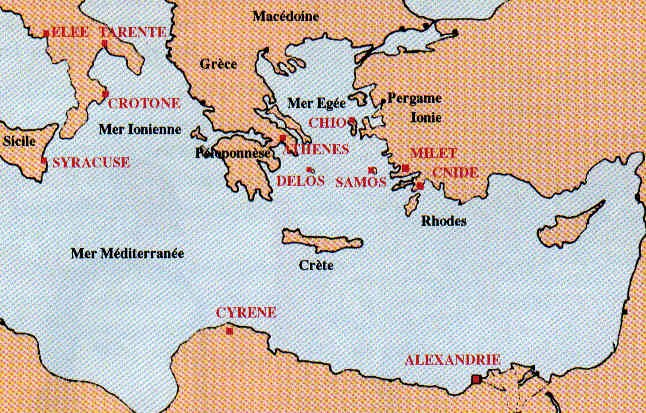 Macédoine
ELEE TARENTE
Grèce
Pergame
Mer Egée
CROTONE
CHIO
Ionie
Mer Ionienne
Sicile
ATHENES
Péloponnèse
MILET
SYRACUSE
CNIDE
DELOS
SAMOS
Rhodes
Mer Méditerranée
Crète
CYRENE
ALEXANDRIE